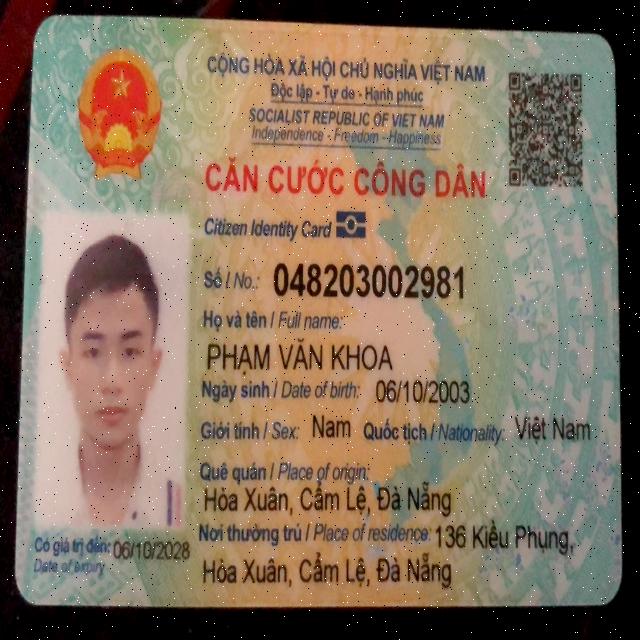 CỘNG HÒA XÃ HỘI CHỦ NGHĨA VIỆT NAM
Độc lập - Tự do - Hạnh phúc
SOCIALIST REPUBLIC OF VIET NAM
Independence - Freedom - Happiness
CĂN CƯỚC CÔNG DÂN
Citizen Identity Card
Số / No.: 048203002981
Họ và tên / Full name:
PHẠM VĂN KHOA
Ngày sinh / Date of birth: 06/10/2003
Giới tính / Sex: Nam Quốc tịch / Nationality: Việt Nam
Quê quán / Place of origin:
Hòa Xuân, Cẩm Lệ, Đà Nẵng
Nơi thường trú / Place of residence: 136 Kiều Phụng,
Hòa Xuân, Cẩm Lệ, Đà Nẵng
Có giá trị đến: 06/10/2028
Date of expiry